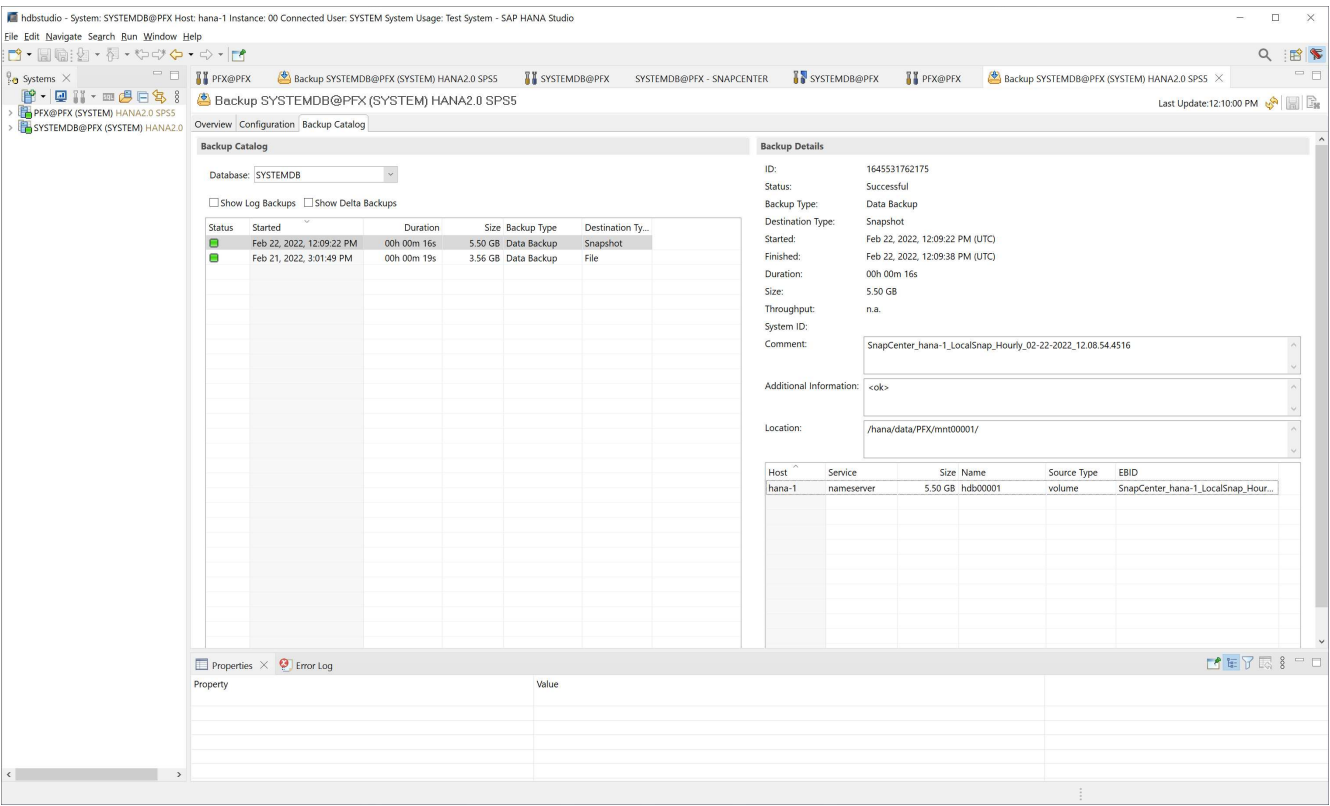 hdbstudio - System: SYSTEMDB@PFX Host: hana-1 Instance: 00 Connected User: SYSTEM System Usage: Test System - SAP HANA Studio
File Edit Navigate Search Run Window Help
Systems
PFX@PFX (SYSTEM) HANA2.0 SPS5
SYSTEMDB@PFX (SYSTEM) HANA2.0
PFX@PFX Backup SYSTEMDB@PFX (SYSTEM) HANA2.0 SPS5 SYSTEMDB@PFX SYSTEMDB@PFX - SNAPCENTER SYSTEMDB@PFX PFX@PFX Backup SYSTEMDB@PFX (SYSTEM) HANA2.0 SPS5
Backup SYSTEMDB@PFX (SYSTEM) HANA2.0 SPS5
Last Update:12:10:00 PM
Overview Configuration Backup Catalog
Backup Catalog
Database: SYSTEMDB
Show Log Backups Show Delta Backups
Status Started Duration Size Backup Type Destination Ty...
Feb 22, 2022, 12:09:22 PM 00h 00m 16s 5.50 GB Data Backup Snapshot
Feb 21, 2022, 3:01:49 PM 00h 00m 19s 3.56 GB Data Backup File
Backup Details
ID: 1645531762175
Status: Successful
Backup Type: Data Backup
Destination Type: Snapshot
Started: Feb 22, 2022, 12:09:22 PM (UTC)
Finished: Feb 22, 2022, 12:09:38 PM (UTC)
Duration: 00h 00m 16s
Size: 5.50 GB
Throughput: n.a.
System ID:
Comment: SnapCenter_hana-1_LocalSnap_Hourly_02-22-2022_12.08.54.4516
Additional Information: <ok>
Location: /hana/data/PFX/mnt00001/
Host Service Size Name Source Type EBID
hana-1 nameserver 5.50 GB hdb00001 volume SnapCenter_hana-1_LocalSnap_Hour...
Properties Error Log
Property Value